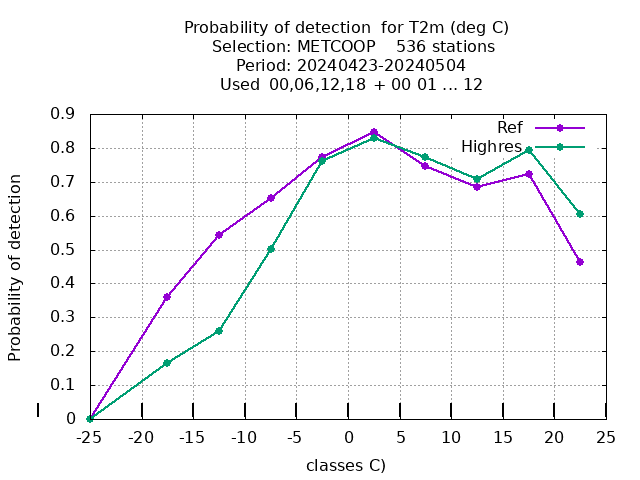 Probability of detection  for T2m (deg C)
Selection: METCOOP    536 stations
Period: 20240423-20240504
Used  00,06,12,18  + 00 01 ... 12
Ref
Highres
Probability of detection
0.9
0.8
0.7
0.6
0.5
0.4
0.3
0.2
0.1
0
-25 -20 -15 -10 -5 0 5 10 15 20 25
classes C)